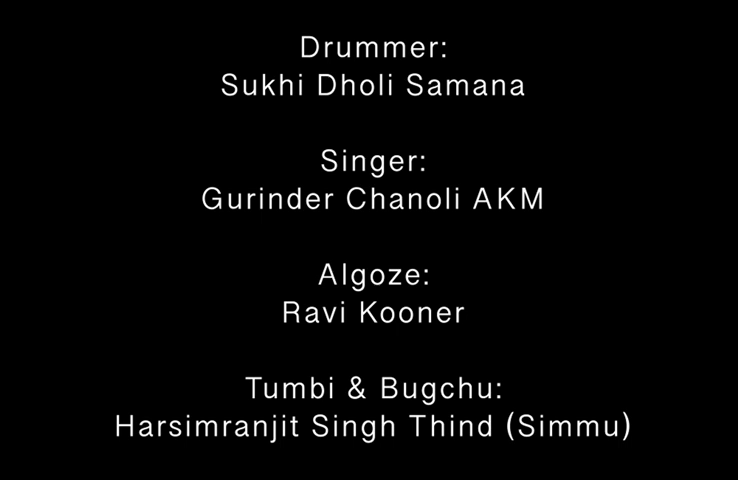 Drummer:
Sukhi Dholi Samana
Singer:
Gurinder Chanoli AKM
Algoze:
Ravi Kooner
Tumbi & Bugchu:
Harsimranjit Singh Thind (Simmu)